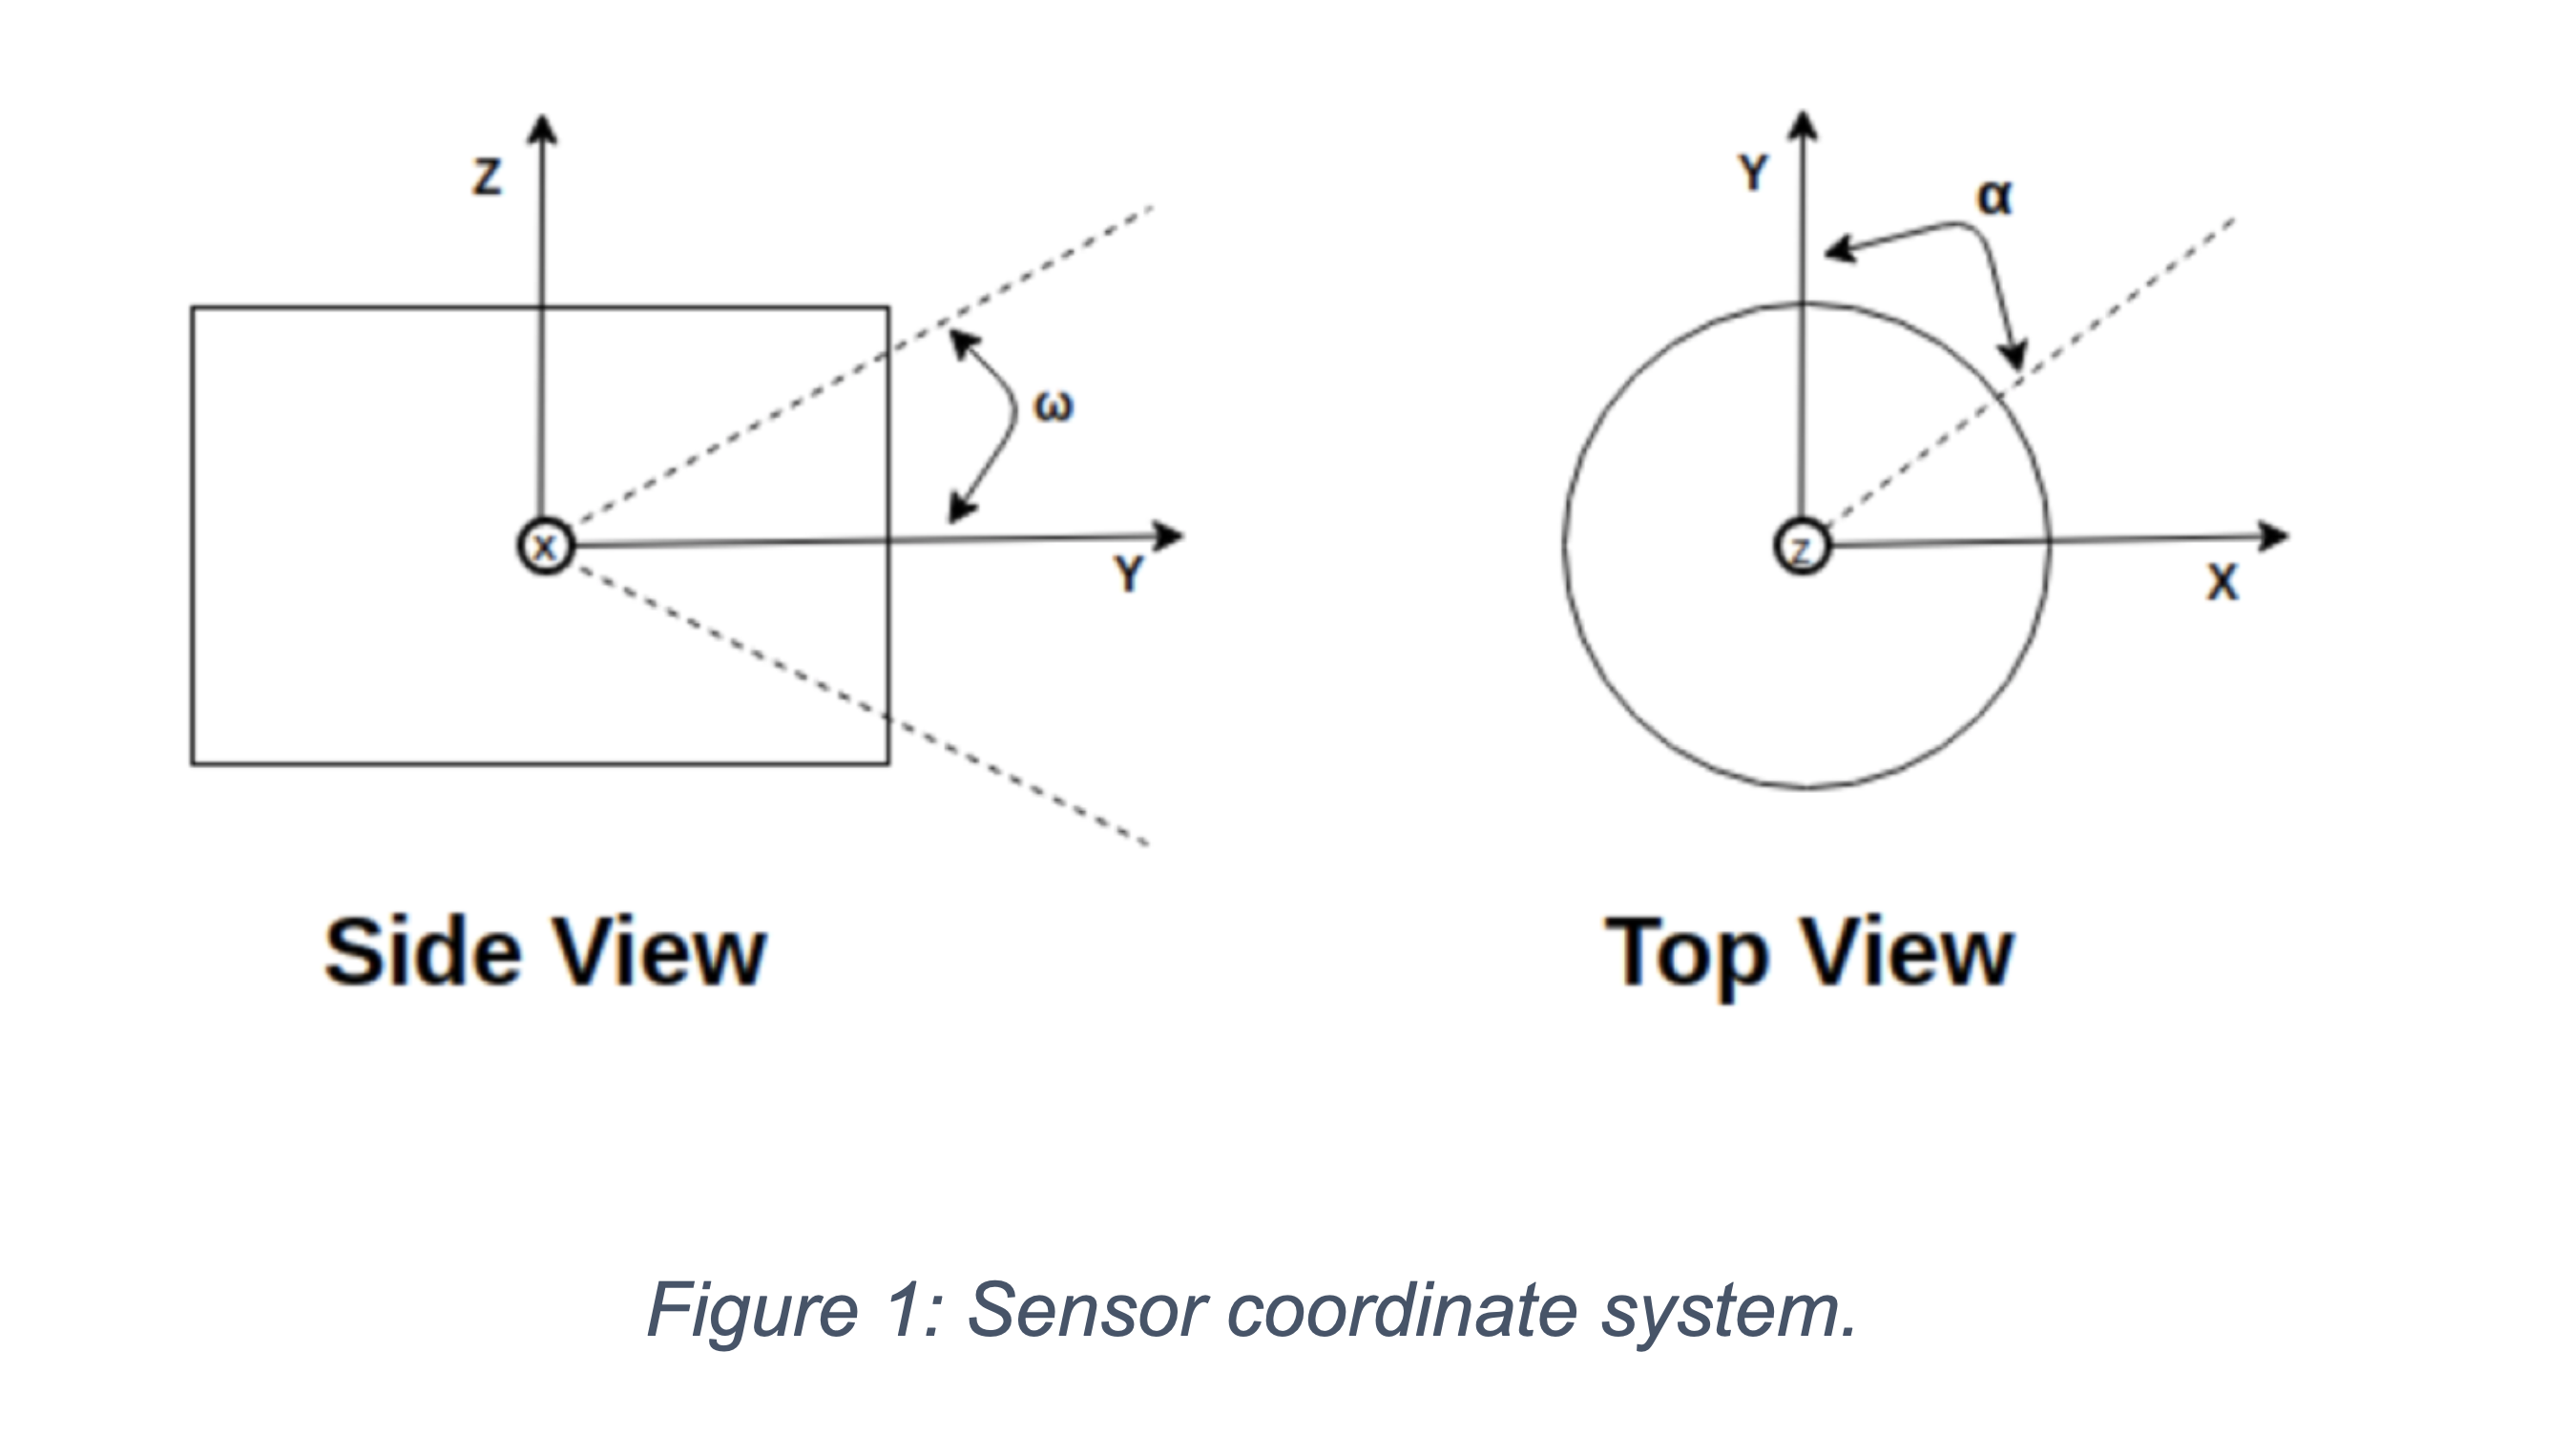 Z
ω
X
Y
Side View
Y
α
Z
X
Top View
Figure 1: Sensor coordinate system.